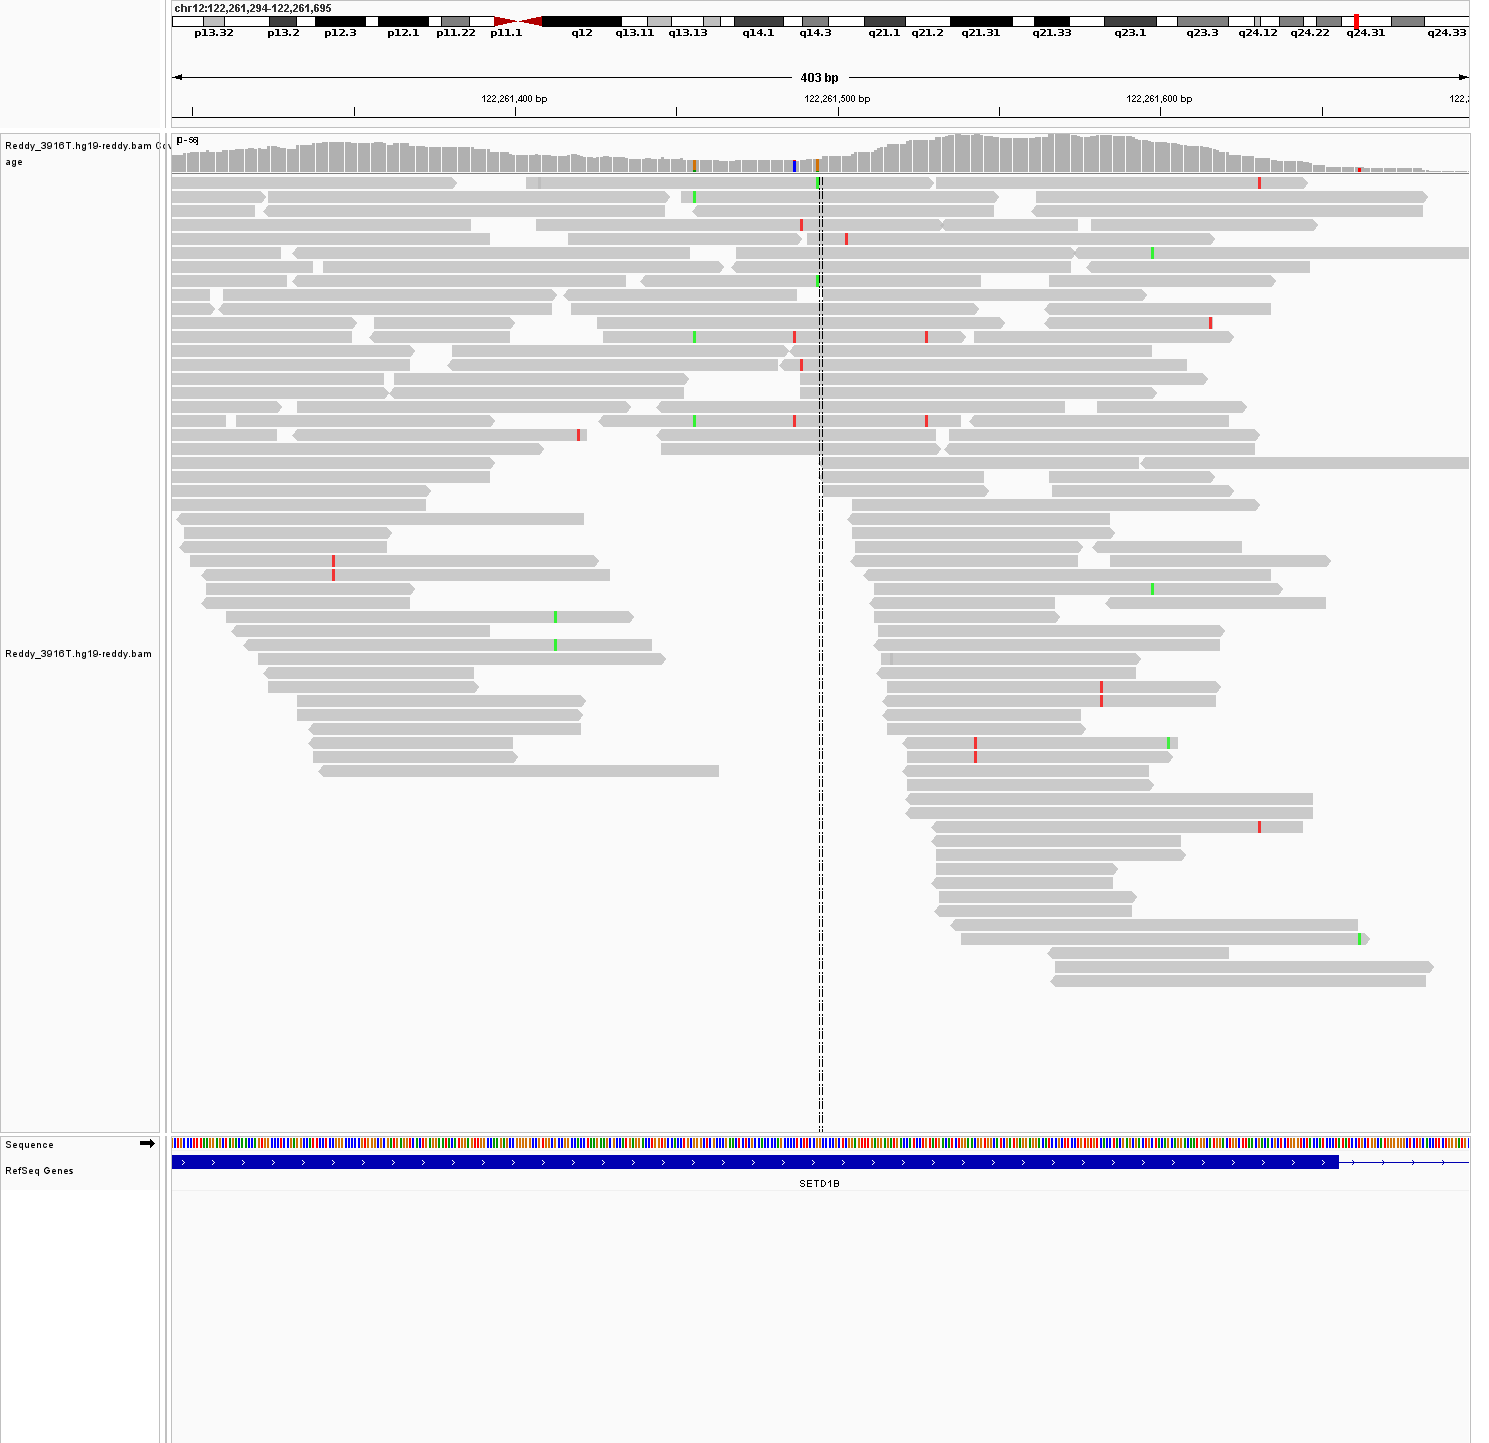 chr12:122,261,294-122,261,695
p13.32 p13.2 p12.3 p12.1 p11.22 p11.1 q12 q13.11 q13.13 q14.1 q14.3 q21.1 q21.2 q21.31 q21.33 q23.1 q23.3 q24.12 q24.22 q24.31 q24.33
403 bp
122,261,400 bp 122,261,500 bp 122,261,600 bp 122,2
Reddy_3916T.hg19-reddy.bam Cov
age
[0-56]
Reddy_3916T.hg19-reddy.bam
Sequence
RefSeq Genes
SETD1B